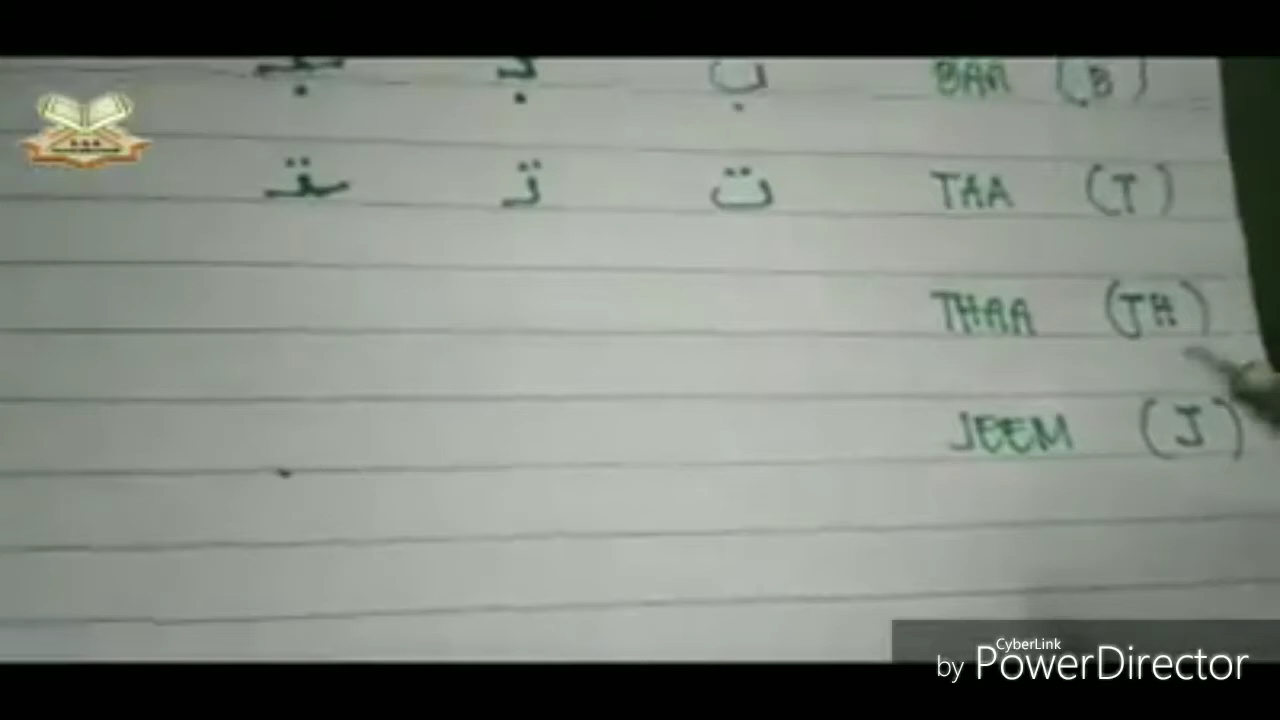 BAA (B) ب بـ ـبـ
TAA (T) ت تـ ـتـ
THAA (TH)
JEEM (J)
CyberLink
by PowerDirector